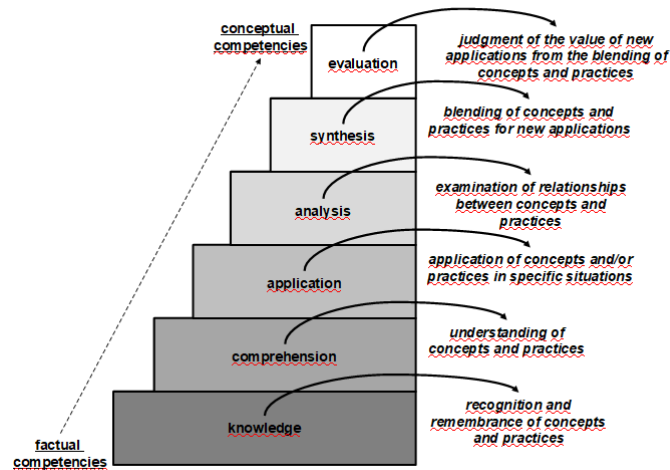 conceptual
competencies
evaluation
judgment of the value of new
applications from the blending of
concepts and practices
synthesis
blending of concepts and
practices for new applications
analysis
examination of relationships
between concepts and
practices
application
application of concepts and/or
practices in specific situations
comprehension
understanding of
concepts and practices
knowledge
recognition and
remembrance of concepts
and practices
factual
competencies